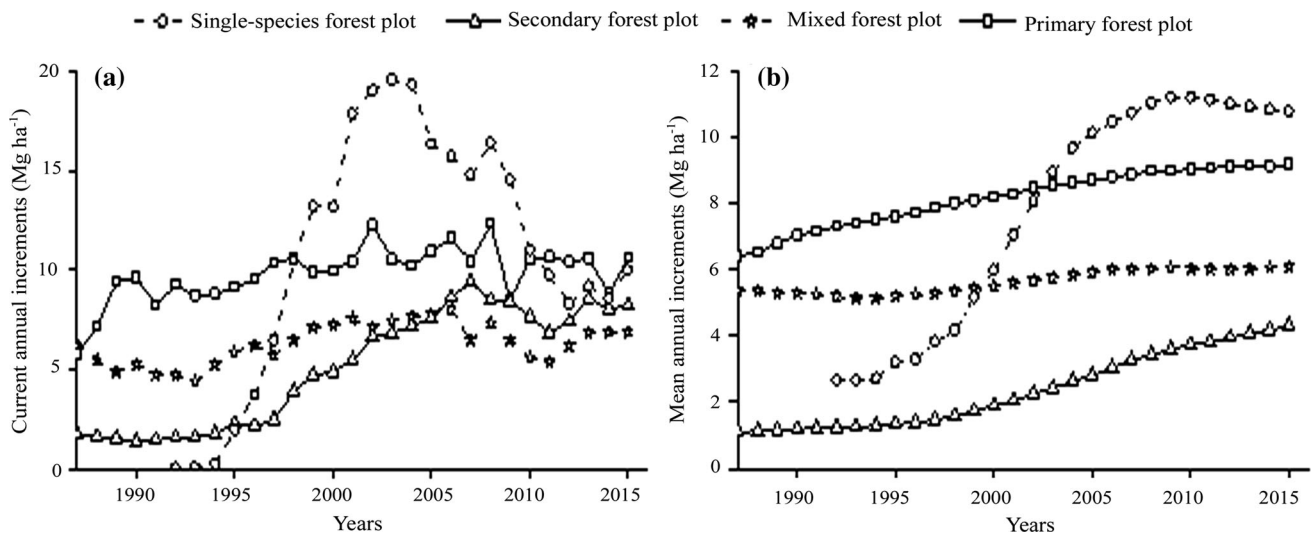 Single-species forest plot Secondary forest plot Mixed forest plot Primary forest plot
(a)
Current annual increments (Mg ha⁻¹)
20
15
10
5
0
1990 1995 2000 2005 2010 2015
Years
(b)
Mean annual increments (Mg ha⁻¹)
12
10
8
6
4
2
0
1990 1995 2000 2005 2010 2015
Years